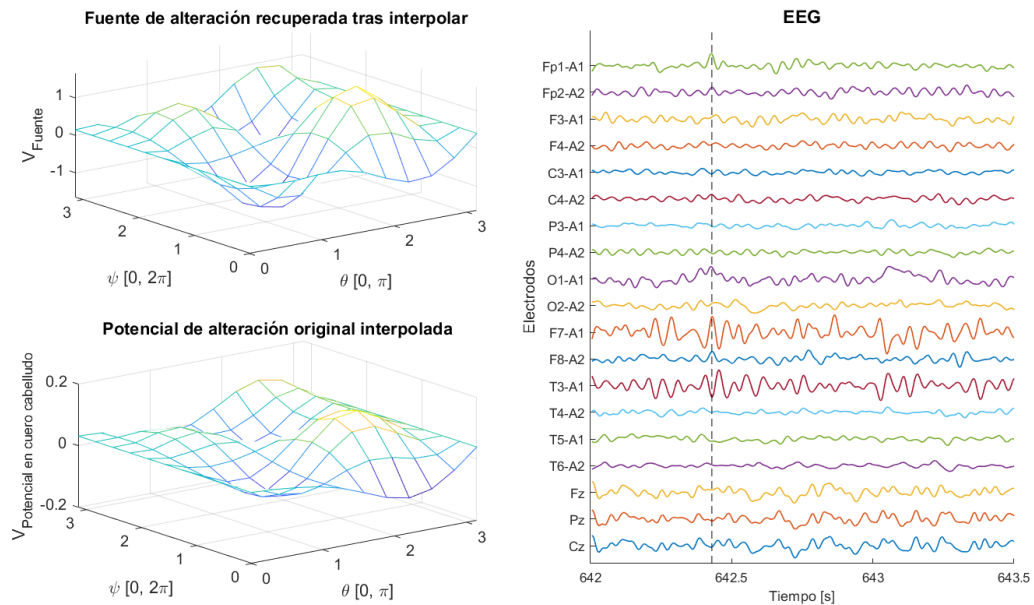 Fuente de alteración recuperada tras interpolar
1
0
-1
V_Fuente
3
2
1
0
0
1
2
3
ψ [0, 2π]
θ [0, π]
Potencial de alteración original interpolada
0.2
0
-0.2
V_Potencial en cuero cabelludo
3
2
1
0
0
1
2
3
ψ [0, 2π]
θ [0, π]
EEG
Electrodos
Fp1-A1
Fp2-A2
F3-A1
F4-A2
C3-A1
C4-A2
P3-A1
P4-A2
O1-A1
O2-A2
F7-A1
F8-A2
T3-A1
T4-A2
T5-A1
T6-A2
Fz
Pz
Cz
642
642.5
643
643.5
Tiempo [s]